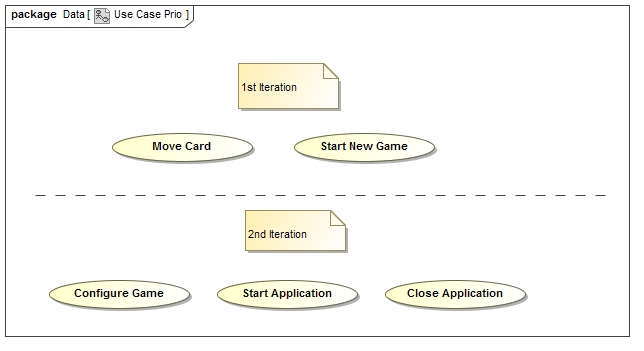 package Data [ Use Case Prio ]
1st Iteration
Move Card
Start New Game
2nd Iteration
Configure Game
Start Application
Close Application